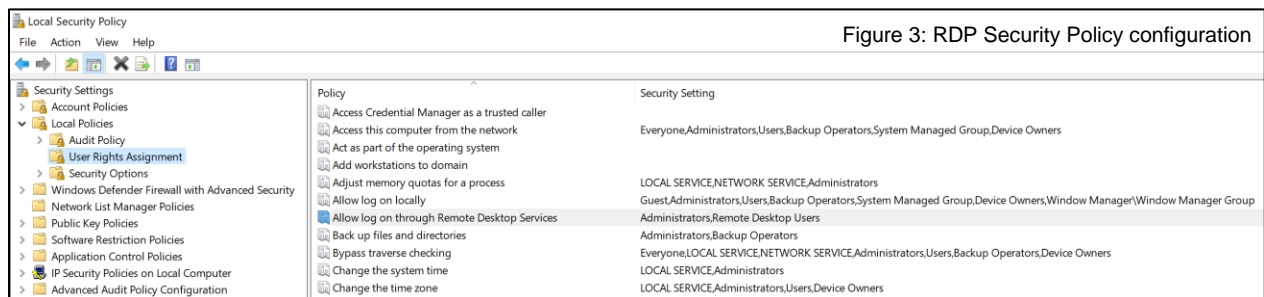 Local Security Policy
Figure 3: RDP Security Policy configuration
File Action View Help
Security Settings
Account Policies
Local Policies
Audit Policy
User Rights Assignment
Security Options
Windows Defender Firewall with Advanced Security
Network List Manager Policies
Public Key Policies
Software Restriction Policies
Application Control Policies
IP Security Policies on Local Computer
Advanced Audit Policy Configuration
Policy Security Setting
Access Credential Manager as a trusted caller
Access this computer from the network Everyone,Administrators,Users,Backup Operators,System Managed Group,Device Owners
Act as part of the operating system
Add workstations to domain
Adjust memory quotas for a process LOCAL SERVICE,NETWORK SERVICE,Administrators
Allow log on locally Guest,Administrators,Users,Backup Operators,System Managed Group,Device Owners,Window Manager\Window Manager Group
Allow log on through Remote Desktop Services Administrators,Remote Desktop Users
Back up files and directories Administrators,Backup Operators
Bypass traverse checking Everyone,LOCAL SERVICE,NETWORK SERVICE,Administrators,Users,Backup Operators,Device Owners
Change the system time LOCAL SERVICE,Administrators
Change the time zone LOCAL SERVICE,Administrators,Users,Device Owners